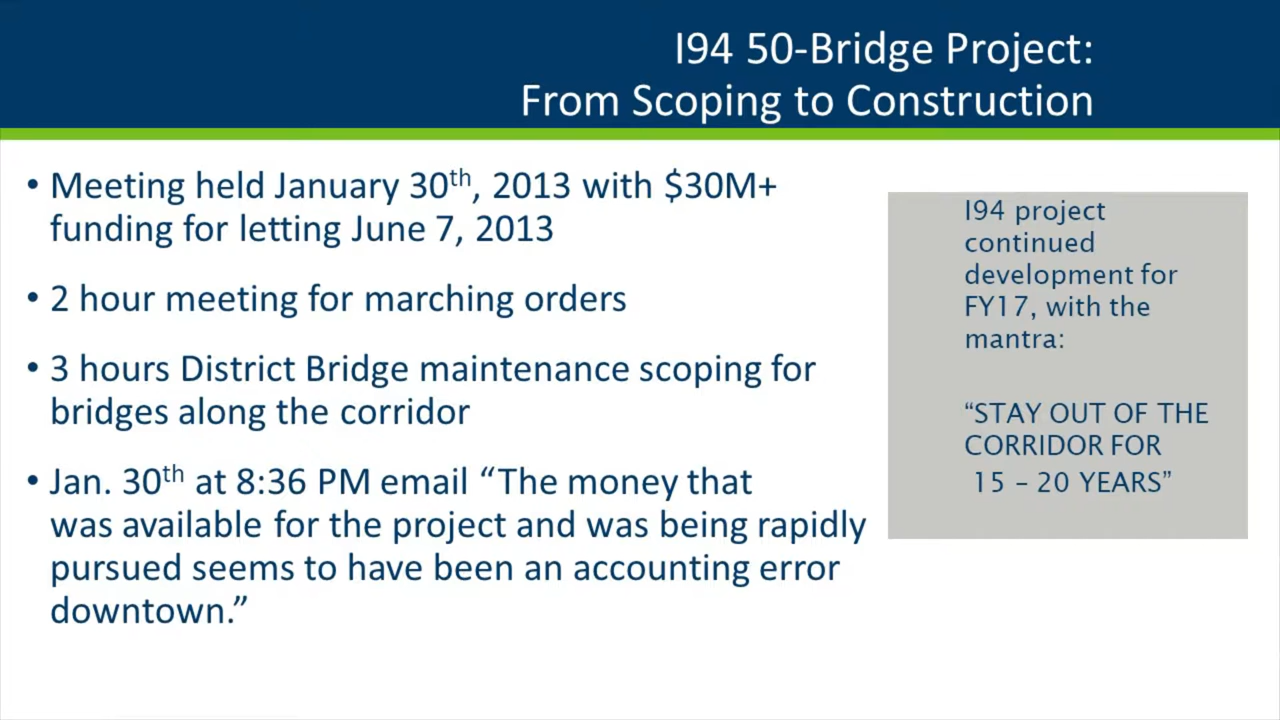 I94 50-Bridge Project:
From Scoping to Construction
• Meeting held January 30th, 2013 with $30M+
funding for letting June 7, 2013
• 2 hour meeting for marching orders
• 3 hours District Bridge maintenance scoping for
bridges along the corridor
• Jan. 30th at 8:36 PM email “The money that
was available for the project and was being rapidly
pursued seems to have been an accounting error
downtown.”
I94 project
continued
development for
FY17, with the
mantra:
“STAY OUT OF THE
CORRIDOR FOR
15 – 20 YEARS”